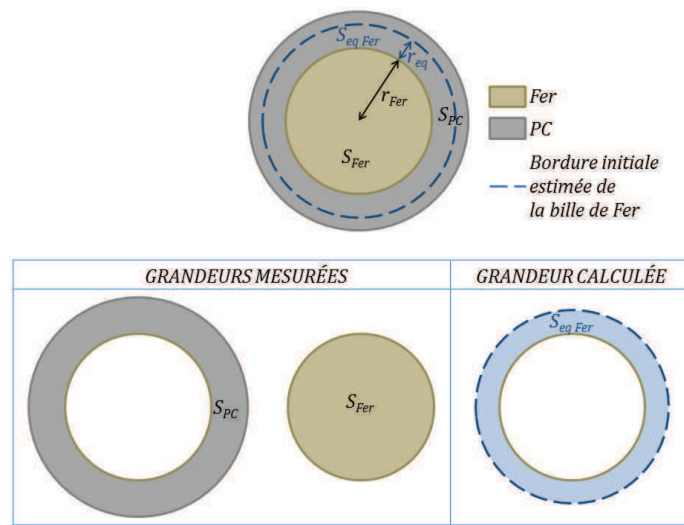 S_eq Fer
r_eq
r_Fer
S_PC
S_Fer
Fer
PC
Bordure initiale
estimée de
la bille de Fer
GRANDEURS MESURÉES
GRANDEUR CALCULÉE
S_PC
S_Fer
S_eq Fer